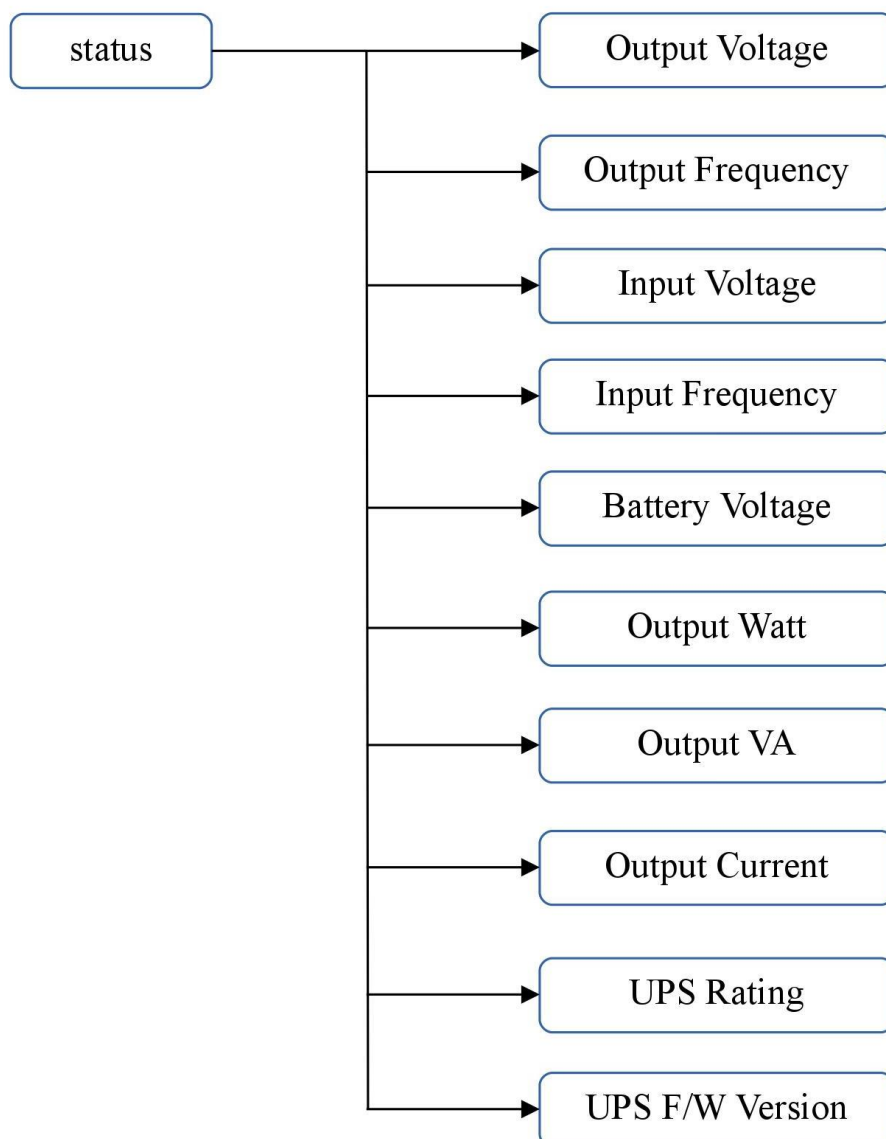 status
Output Voltage
Output Frequency
Input Voltage
Input Frequency
Battery Voltage
Output Watt
Output VA
Output Current
UPS Rating
UPS F/W Version